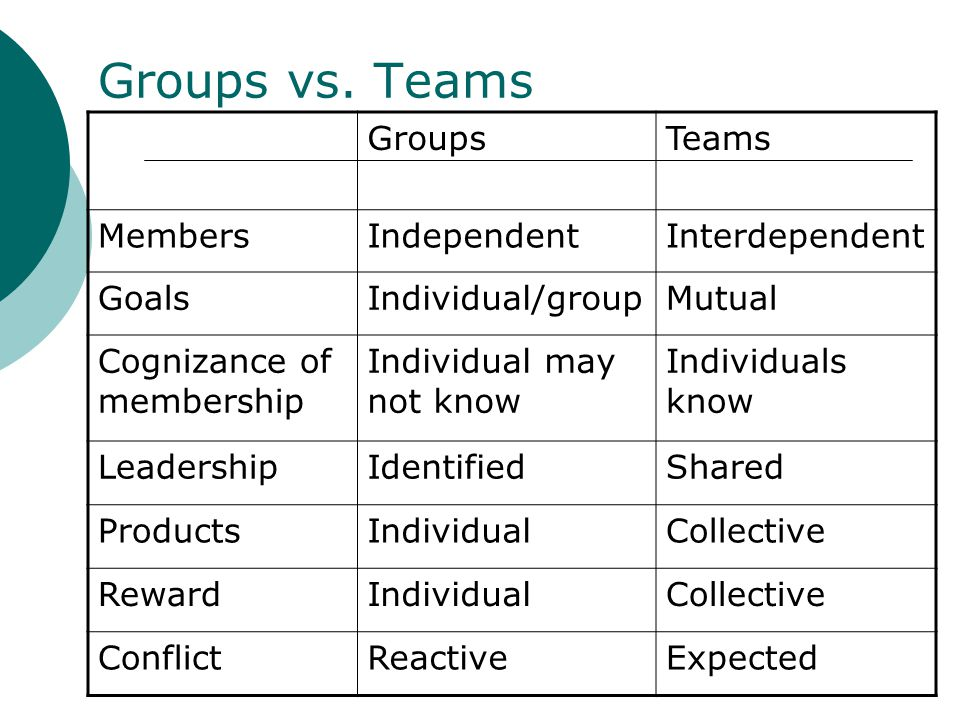 Groups vs. Teams
Groups Teams
Members Independent Interdependent
Goals Individual/group Mutual
Cognizance of membership Individual may not know Individuals know
Leadership Identified Shared
Products Individual Collective
Reward Individual Collective
Conflict Reactive Expected